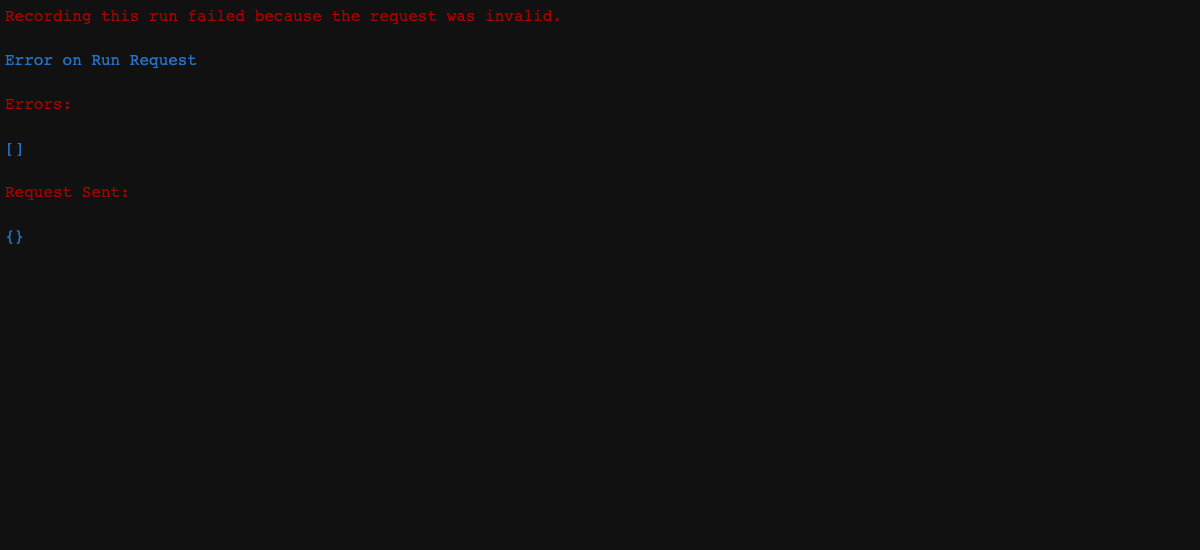 Recording this run failed because the request was invalid.
Error on Run Request
Errors:
[]
Request Sent:
{}